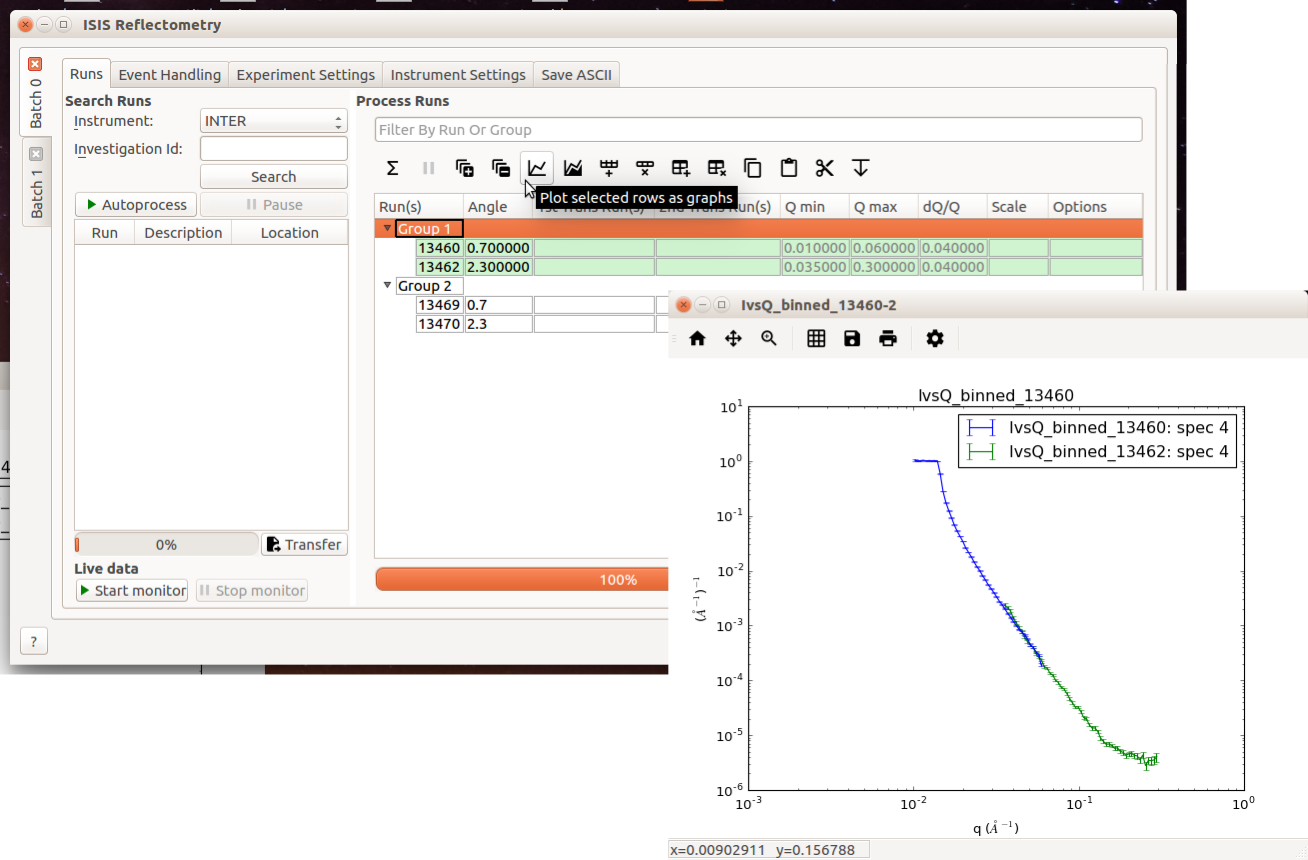 ISIS Reflectometry
Batch 0
Batch 1
Runs Event Handling Experiment Settings Instrument Settings Save ASCII
Search Runs
Instrument: INTER
Investigation Id:
Search
Autoprocess Pause
Run Description Location
0% Transfer
Live data
Start monitor Stop monitor
?
Process Runs
Filter By Run Or Group
Plot selected rows as graphs
Run(s) Angle 1st Trans Run(s) 2nd Trans Run(s) Q min Q max dQ/Q Scale Options
Group 1
13460 0.700000 0.010000 0.060000 0.040000
13462 2.300000 0.035000 0.300000 0.040000
Group 2
13469 0.7
13470 2.3
100%
4
IvsQ_binned_13460-2
IvsQ_binned_13460
IvsQ_binned_13460: spec 4
IvsQ_binned_13462: spec 4
10^1
10^0
10^-1
10^-2
10^-3
10^-4
10^-5
10^-6
(Å^-1)^-1
10^-3 10^-2 10^-1 10^0
q (Å^-1)
x=0.00902911 y=0.156788